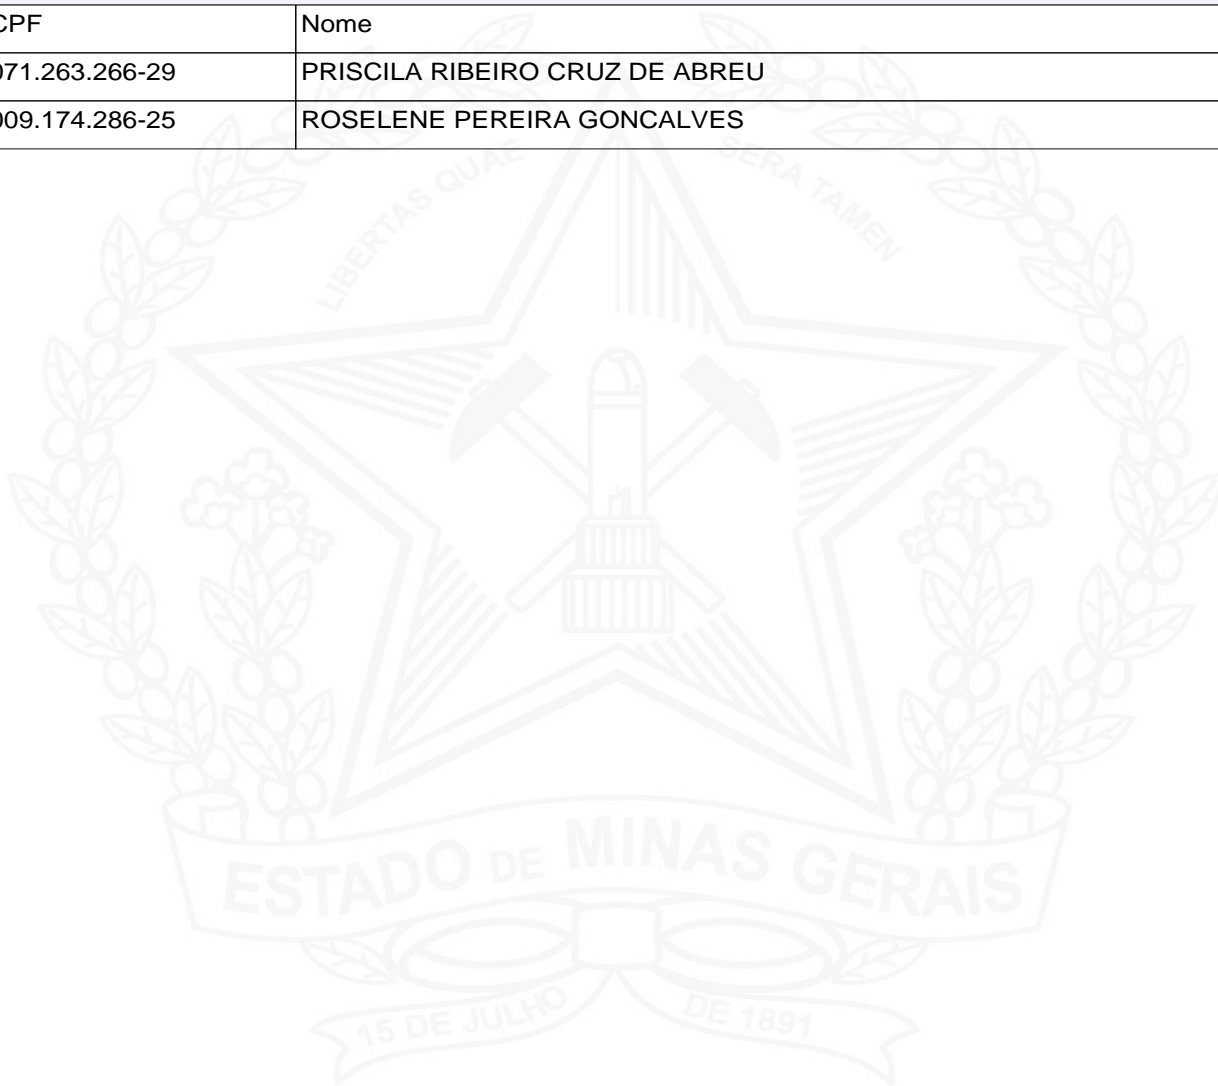 CPF Nome
071.263.266-29 PRISCILA RIBEIRO CRUZ DE ABREU
009.174.286-25 ROSELENE PEREIRA GONCALVES
LIBERTAS QUAE SERA TAMEN
ESTADO DE MINAS GERAIS
15 DE JULHO DE 1891